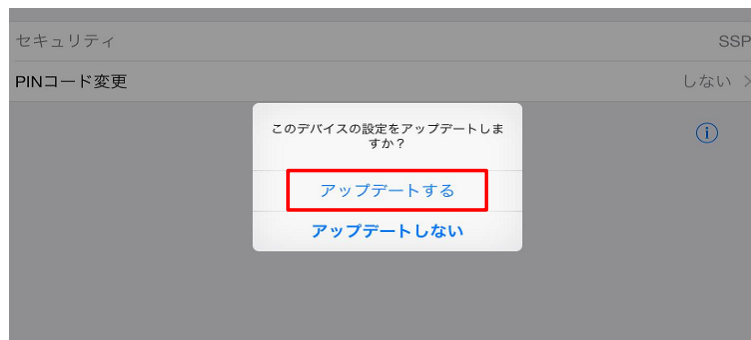 セキュリティ SSP
PINコード変更 しない
このデバイスの設定をアップデートしま
すか？
アップデートする
アップデートしない